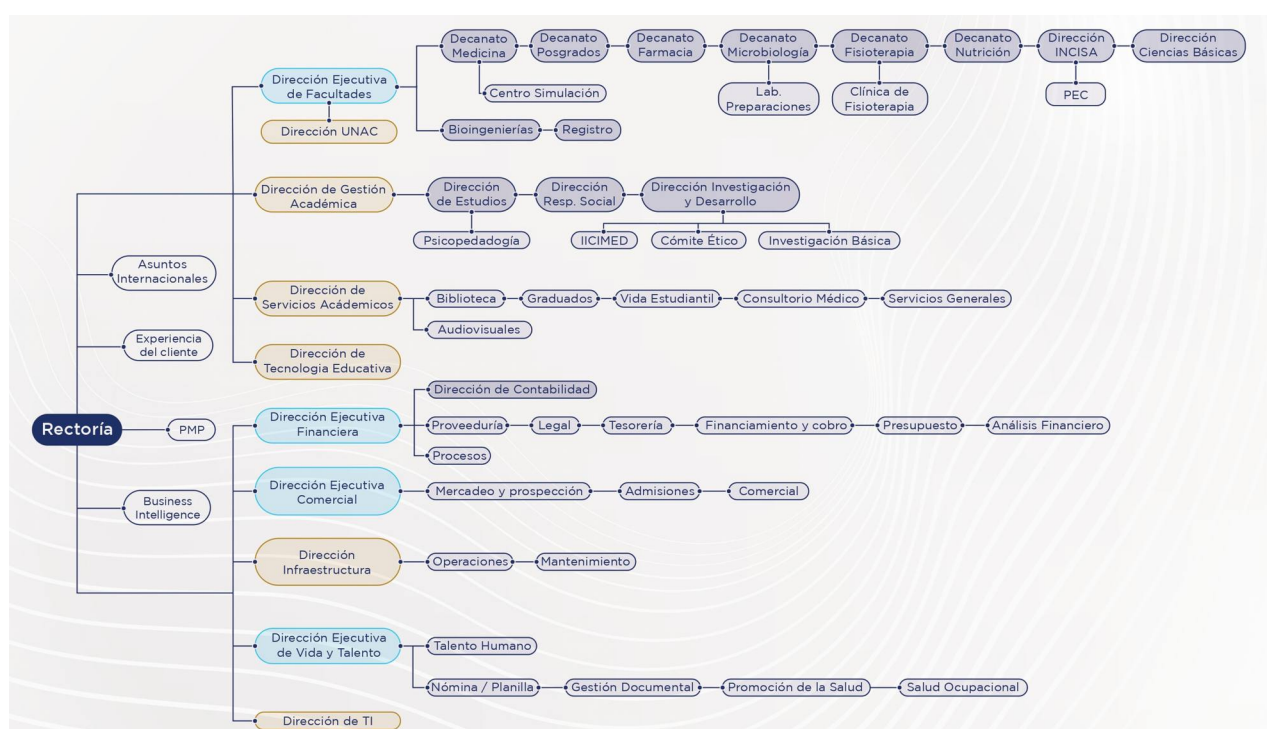 Decanato
Medicina
Decanato
Posgrados
Decanato
Farmacia
Decanato
Microbiología
Decanato
Fisioterapia
Decanato
Nutrición
Dirección
INCISA
Dirección
Ciencias Básicas
Dirección Ejecutiva
de Facultades
Centro Simulación
Lab.
Preparaciones
Clínica de
Fisioterapia
PEC
Dirección UNAC
Bioingenierías
Registro
Dirección de Gestión
Académica
Dirección
de Estudios
Dirección
Resp. Social
Dirección Investigación
y Desarrollo
Psicopedadogía
IICIMED
Cómite Ético
Investigación Básica
Asuntos
Internacionales
Dirección de
Servicios Acádemicos
Biblioteca
Graduados
Vida Estudiantil
Consultorio Médico
Servicios Generales
Audiovisuales
Experiencia
del cliente
Dirección de
Tecnologia Educativa
Dirección de Contabilidad
Rectoría
PMP
Dirección Ejecutiva
Financiera
Proveeduría
Legal
Tesorería
Financiamiento y cobro
Presupuesto
Análisis Financiero
Procesos
Dirección Ejecutiva
Comercial
Mercadeo y prospección
Admisiones
Comercial
Business
Intelligence
Dirección
Infraestructura
Operaciones
Mantenimiento
Dirección Ejecutiva
de Vida y Talento
Talento Humano
Nómina / Planilla
Gestión Documental
Promoción de la Salud
Salud Ocupacional
Dirección de TI